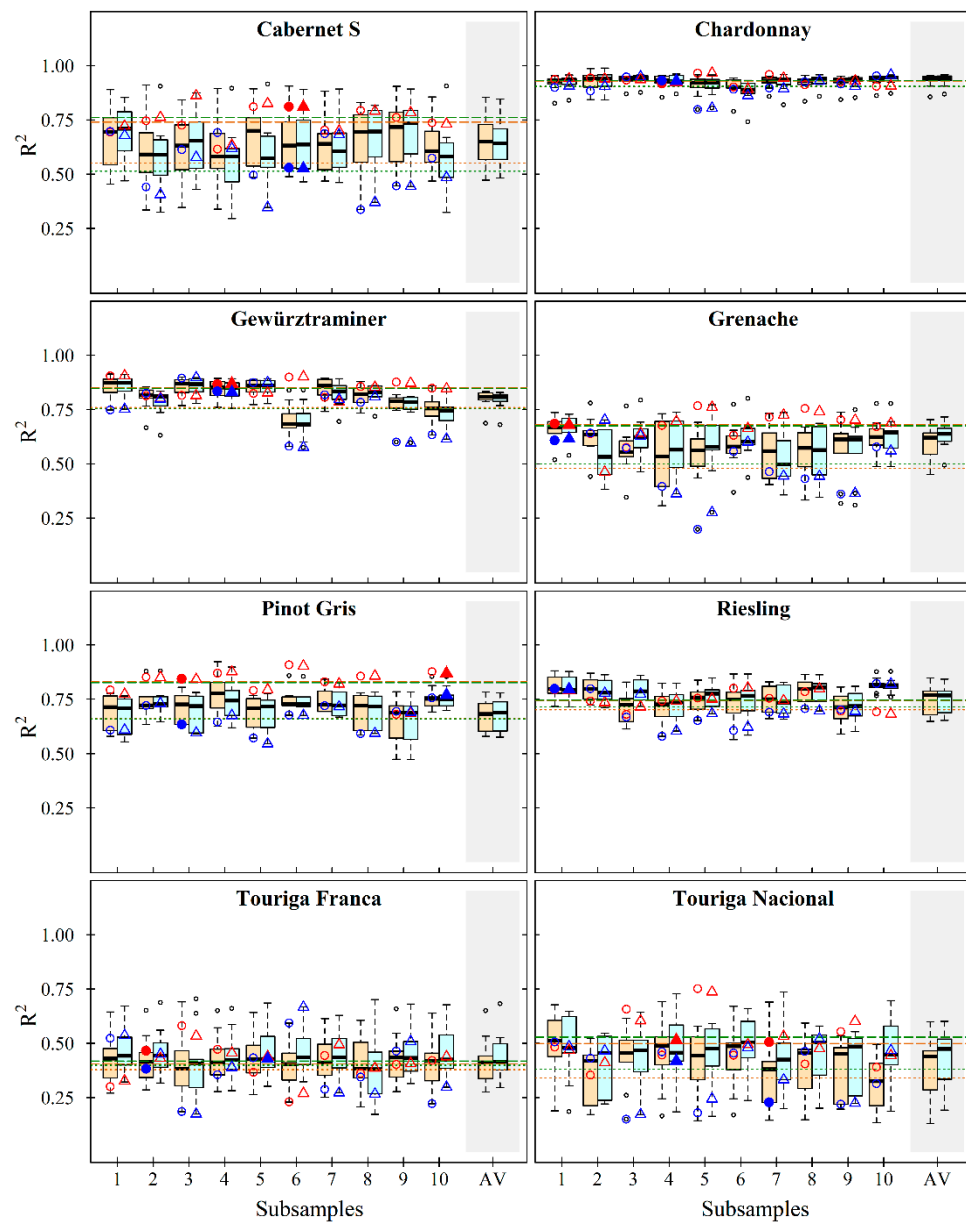 Cabernet S
Chardonnay
R²
1.00
0.75
0.50
0.25
Gewürztraminer
Grenache
R²
1.00
0.75
0.50
0.25
Pinot Gris
Riesling
R²
1.00
0.75
0.50
0.25
Touriga Franca
Touriga Nacional
R²
1.00
0.75
0.50
0.25
1 2 3 4 5 6 7 8 9 10 AV
1 2 3 4 5 6 7 8 9 10 AV
Subsamples
Subsamples